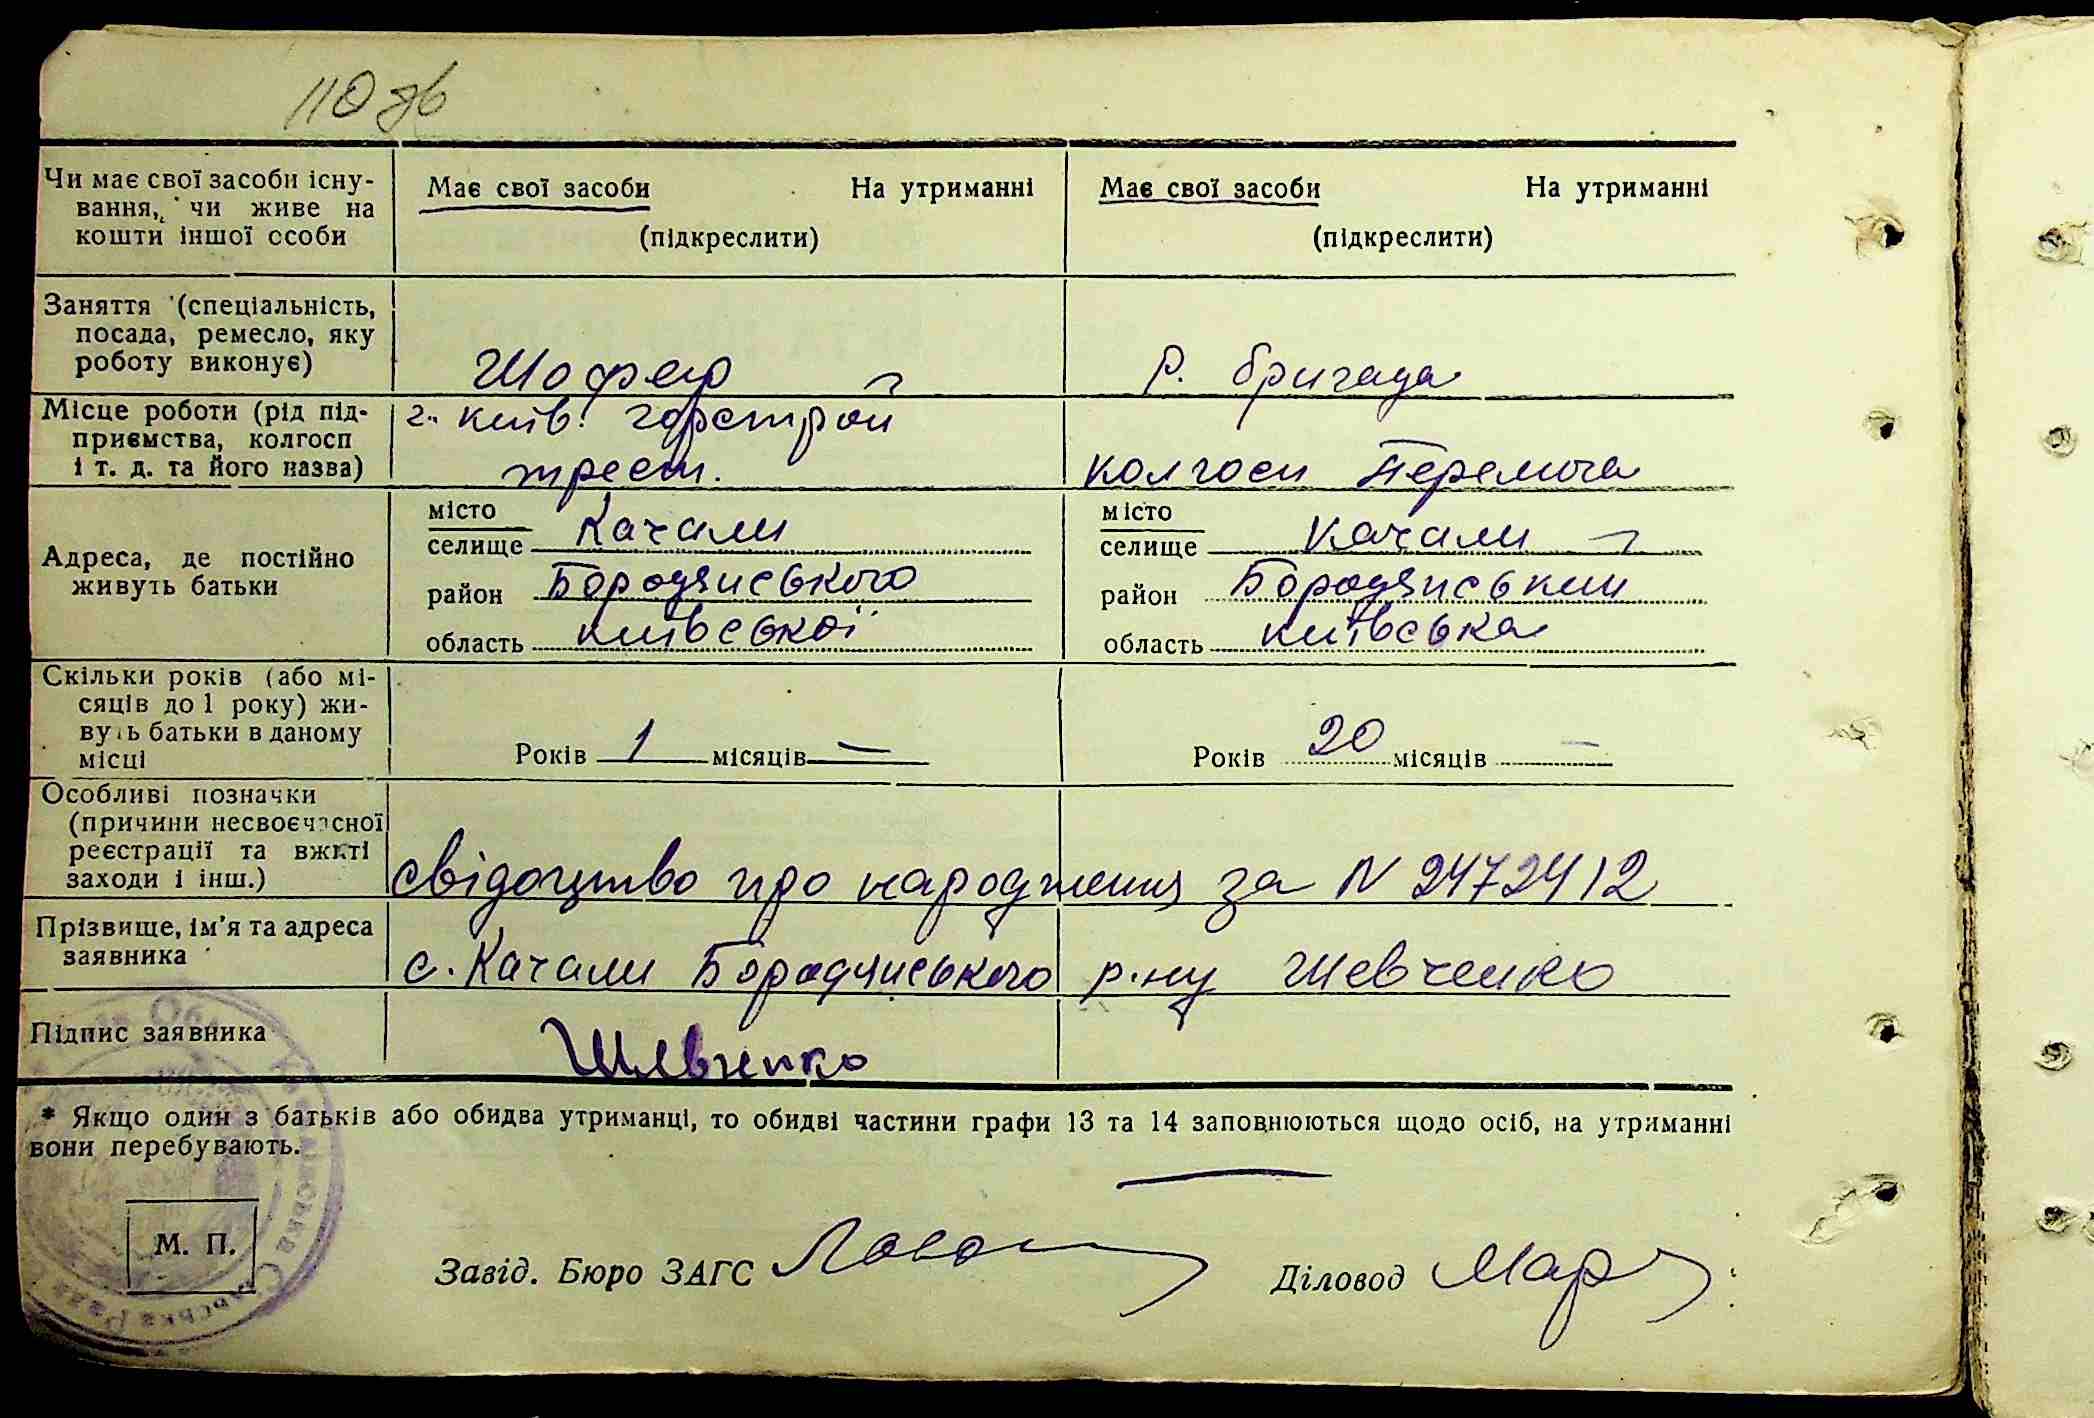 110 зв
Чи має свої засоби існу-
вання, чи живе на
кошти іншої особи
Має свої засоби На утриманні
(підкреслити)
Має свої засоби На утриманні
(підкреслити)
Заняття (спеціальність,
посада, ремесло, яку
роботу виконує)
Шофер
Р. бригада
Місце роботи (рід під-
приємства, колгосп
і т. д. та його назва)
г. Київ. горстрой
трест.
колгосп Перемога
Адреса, де постійно
живуть батьки
місто
селище Качали
район Бородянського
область Київської
місто
селище Качали
район Бородянський
область Київська
Скільки років (або мі-
сяців до 1 року) жи-
вуть батьки в даному
місці
Років 1 місяців —
Років 20 місяців —
Особливі позначки
(причини несвоєчасної
реєстрації та вжиті
заходи і інш.)
свідоцтво про народження за N 2472412
Прізвище, ім'я та адреса
заявника
с. Качали Бородянського р-ну Шевченко
Підпис заявника
Шевченко
* Якщо один з батьків або обидва утриманці, то обидві частини графи 13 та 14 заповнюються щодо осіб, на утриманні
вони перебувають.
М. П.
Завід. Бюро ЗАГС
Діловод Мар